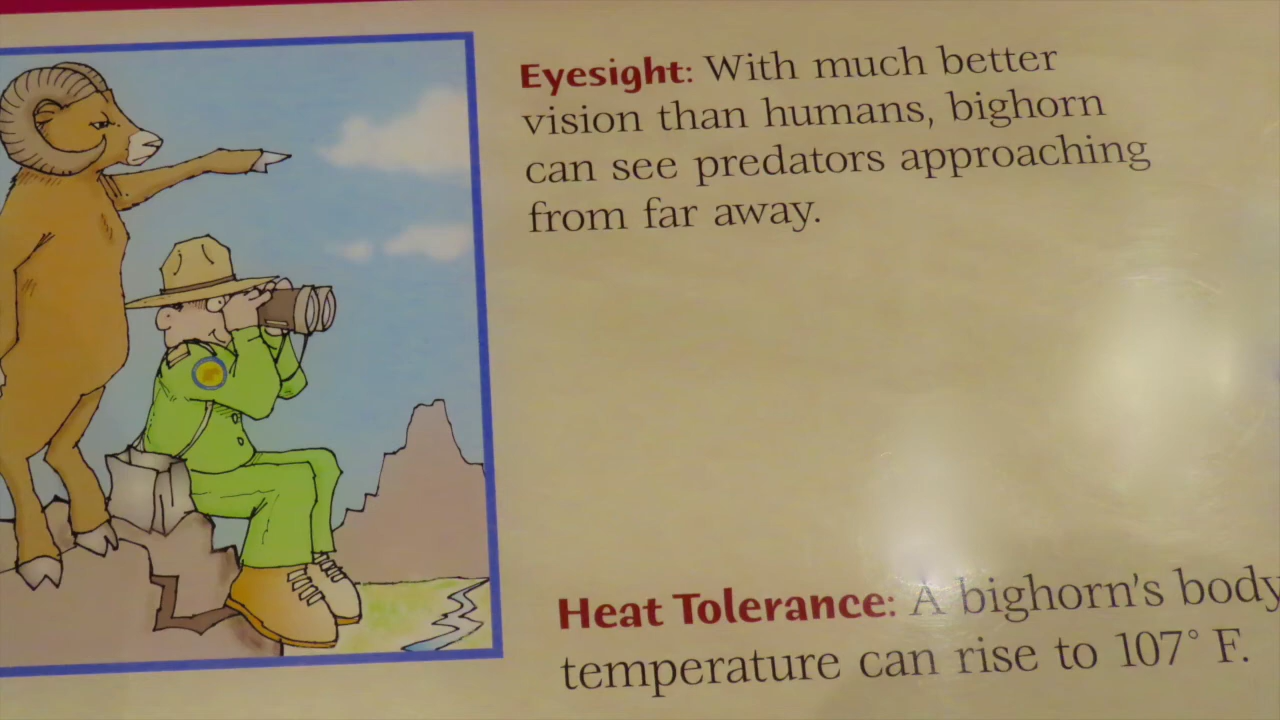 Eyesight: With much better
vision than humans, bighorn
can see predators approaching
from far away.
Heat Tolerance: A bighorn's body
temperature can rise to 107° F.